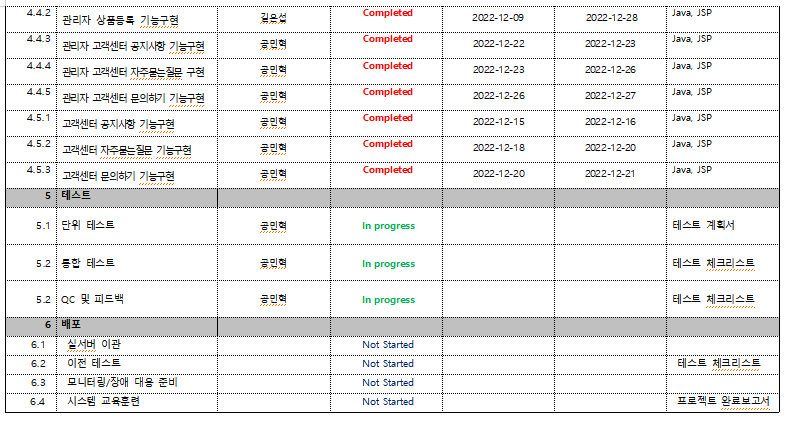 4.4.2 관리자 상품등록 기능구현 김윤섭 Completed 2022-12-09 2022-12-28 Java, JSP
4.4.3 관리자 고객센터 공지사항 기능구현 공민혁 Completed 2022-12-22 2022-12-23 Java, JSP
4.4.4 관리자 고객센터 자주묻는질문 구현 공민혁 Completed 2022-12-23 2022-12-26 Java, JSP
4.4.5 관리자 고객센터 문의하기 기능구현 공민혁 Completed 2022-12-26 2022-12-27 Java, JSP
4.5.1 고객센터 공지사항 기능구현 공민혁 Completed 2022-12-15 2022-12-16 Java, JSP
4.5.2 고객센터 자주묻는질문 기능구현 공민혁 Completed 2022-12-18 2022-12-20 Java, JSP
4.5.3 고객센터 문의하기 기능구현 공민혁 Completed 2022-12-20 2022-12-21 Java, JSP
5 테스트
5.1 단위 테스트 공민혁 In progress 테스트 계획서
5.2 통합 테스트 공민혁 In progress 테스트 체크리스트
5.2 QC 및 피드백 공민혁 In progress 테스트 체크리스트
6 배포
6.1 실서버 이관 Not Started
6.2 이전 테스트 Not Started 테스트 체크리스트
6.3 모니터링/장애 대응 준비 Not Started
6.4 시스템 교육훈련 Not Started 프로젝트 완료보고서